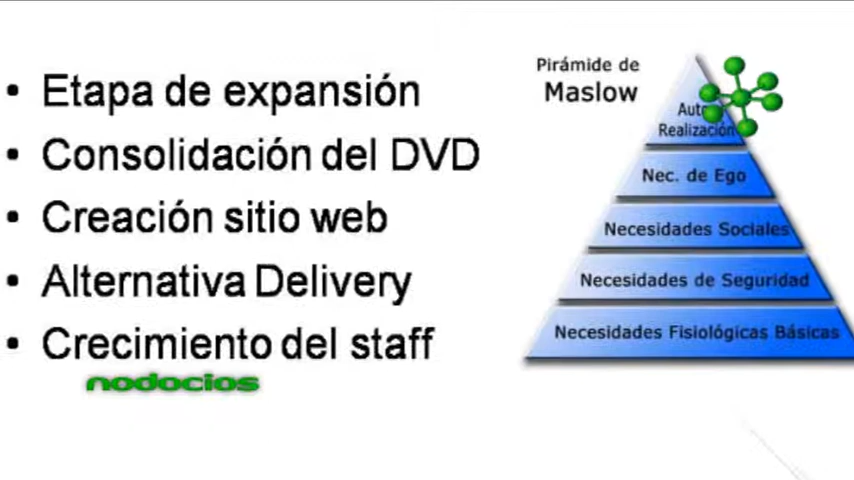 • Etapa de expansión
• Consolidación del DVD
• Creación sitio web
• Alternativa Delivery
• Crecimiento del staff
nodocios
Pirámide de
Maslow
Auto
Realización
Nec. de Ego
Necesidades Sociales
Necesidades de Seguridad
Necesidades Fisiológicas Básicas